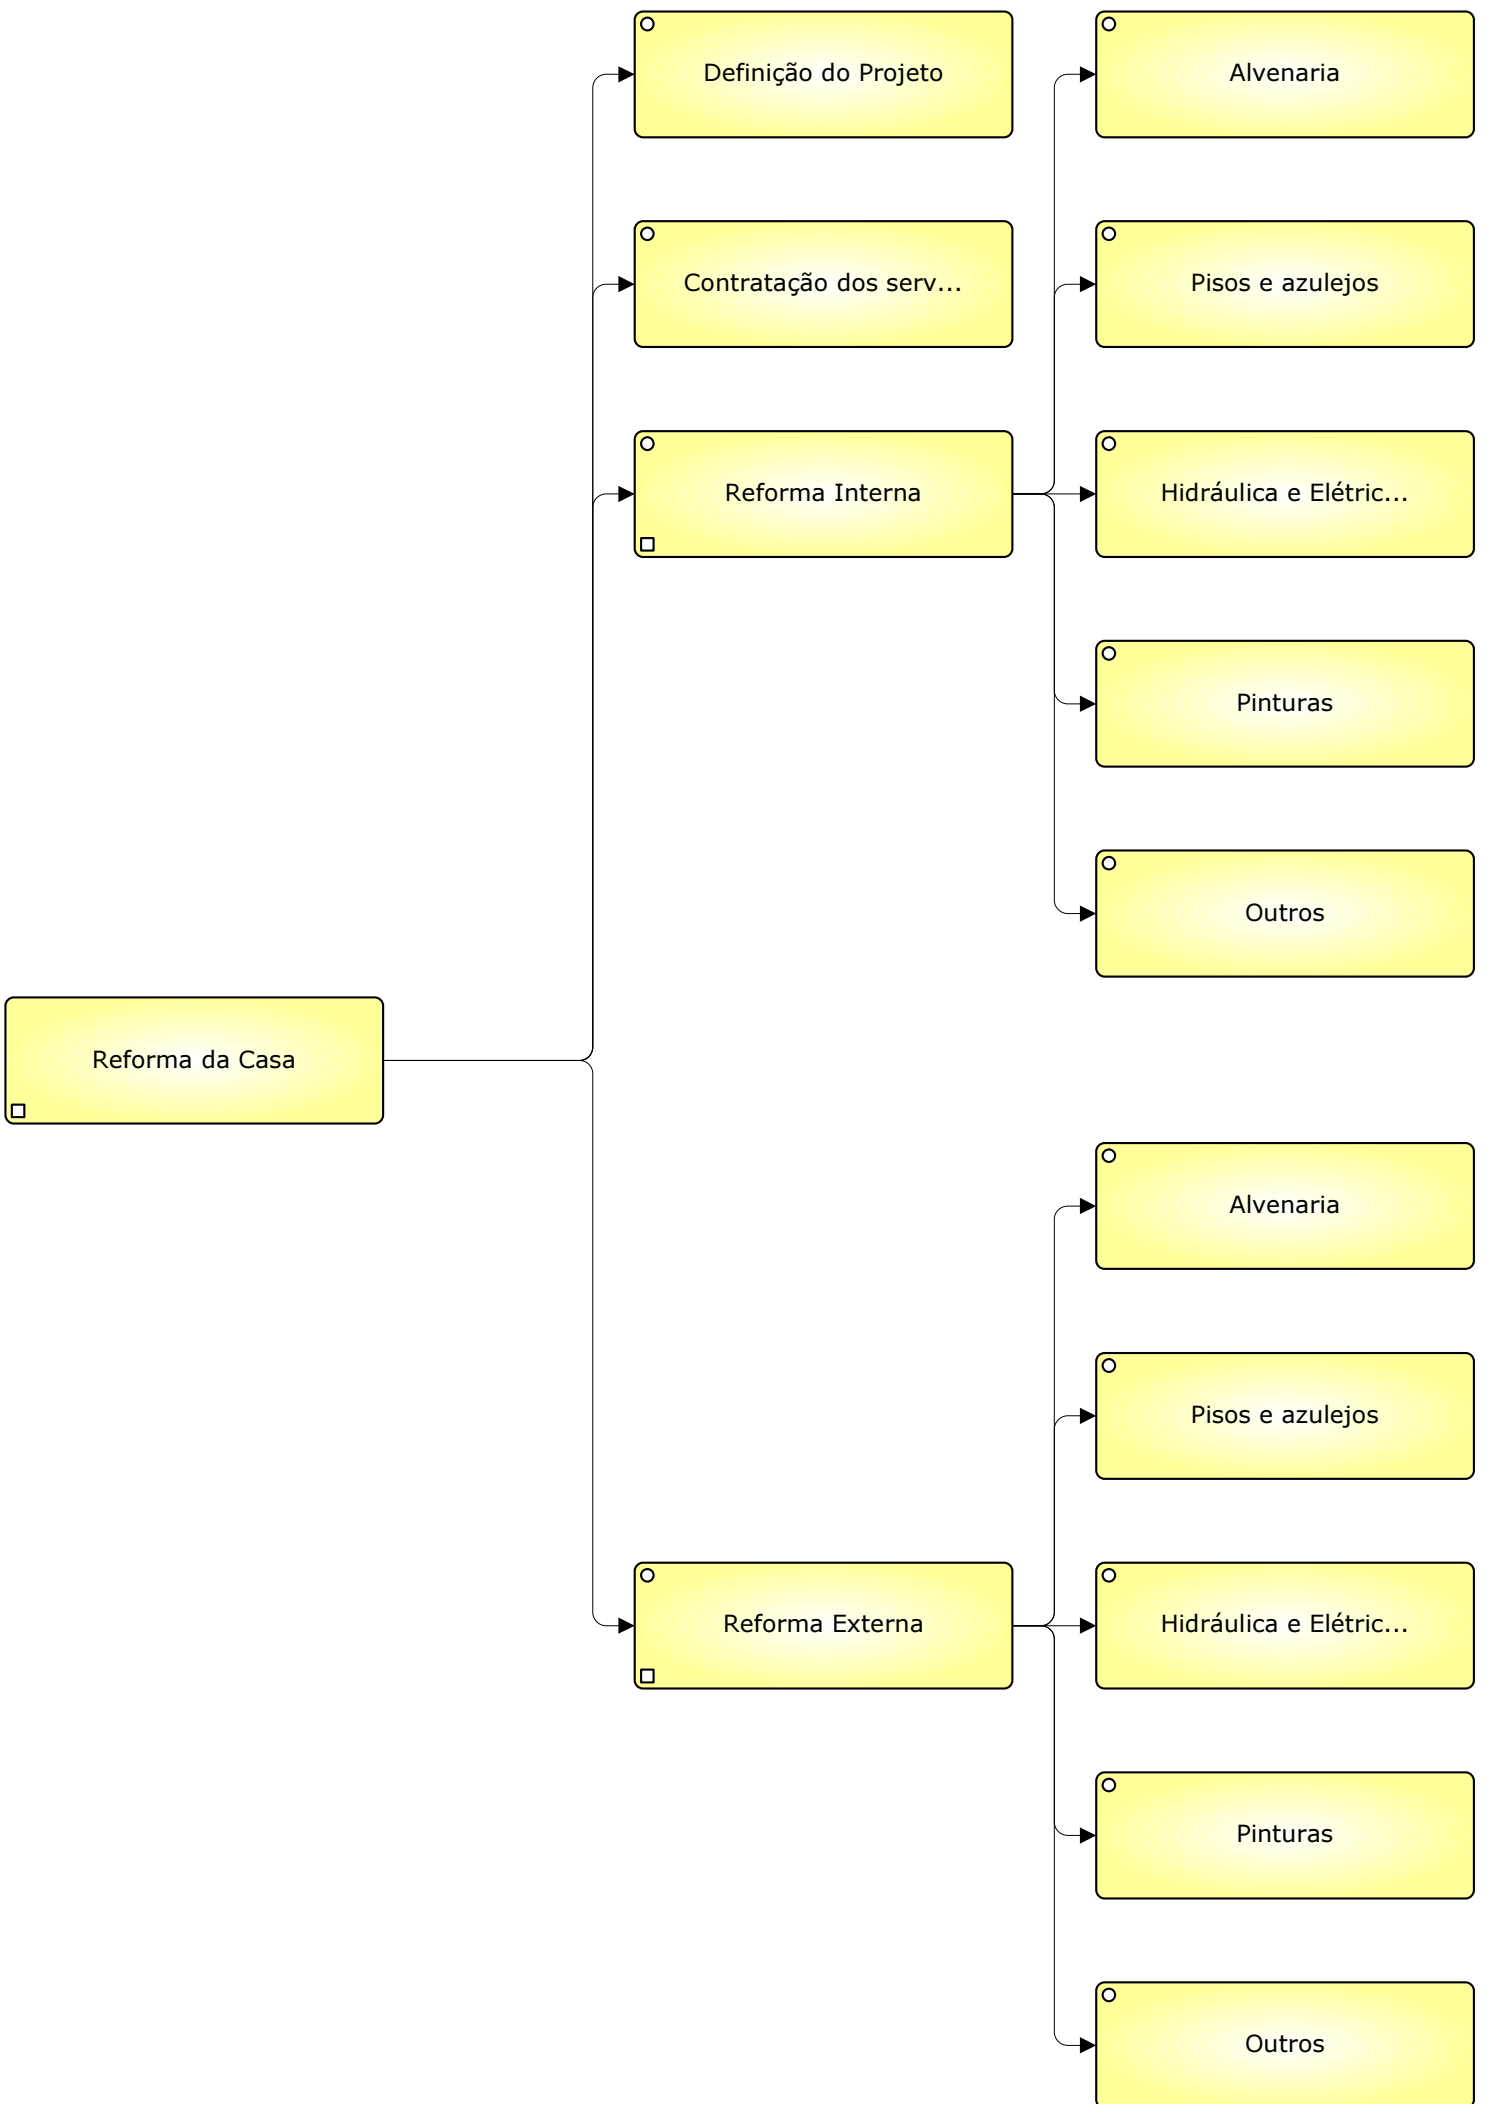 Definição do Projeto
Alvenaria
Contratação dos serv...
Pisos e azulejos
Reforma Interna
Hidráulica e Elétric...
Pinturas
Outros
Reforma da Casa
Alvenaria
Pisos e azulejos
Reforma Externa
Hidráulica e Elétric...
Pinturas
Outros